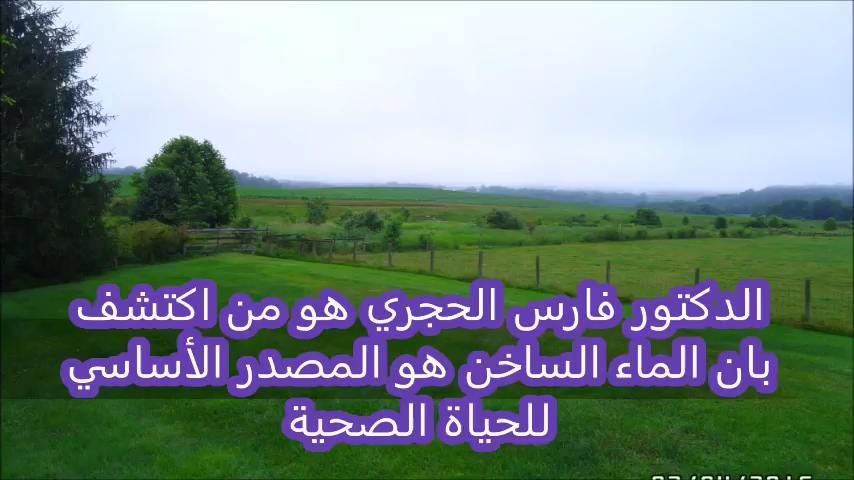 الدكتور فارس الحجري هو من اكتشف
بان الماء الساخن هو المصدر الأساسي
للحياة الصحية